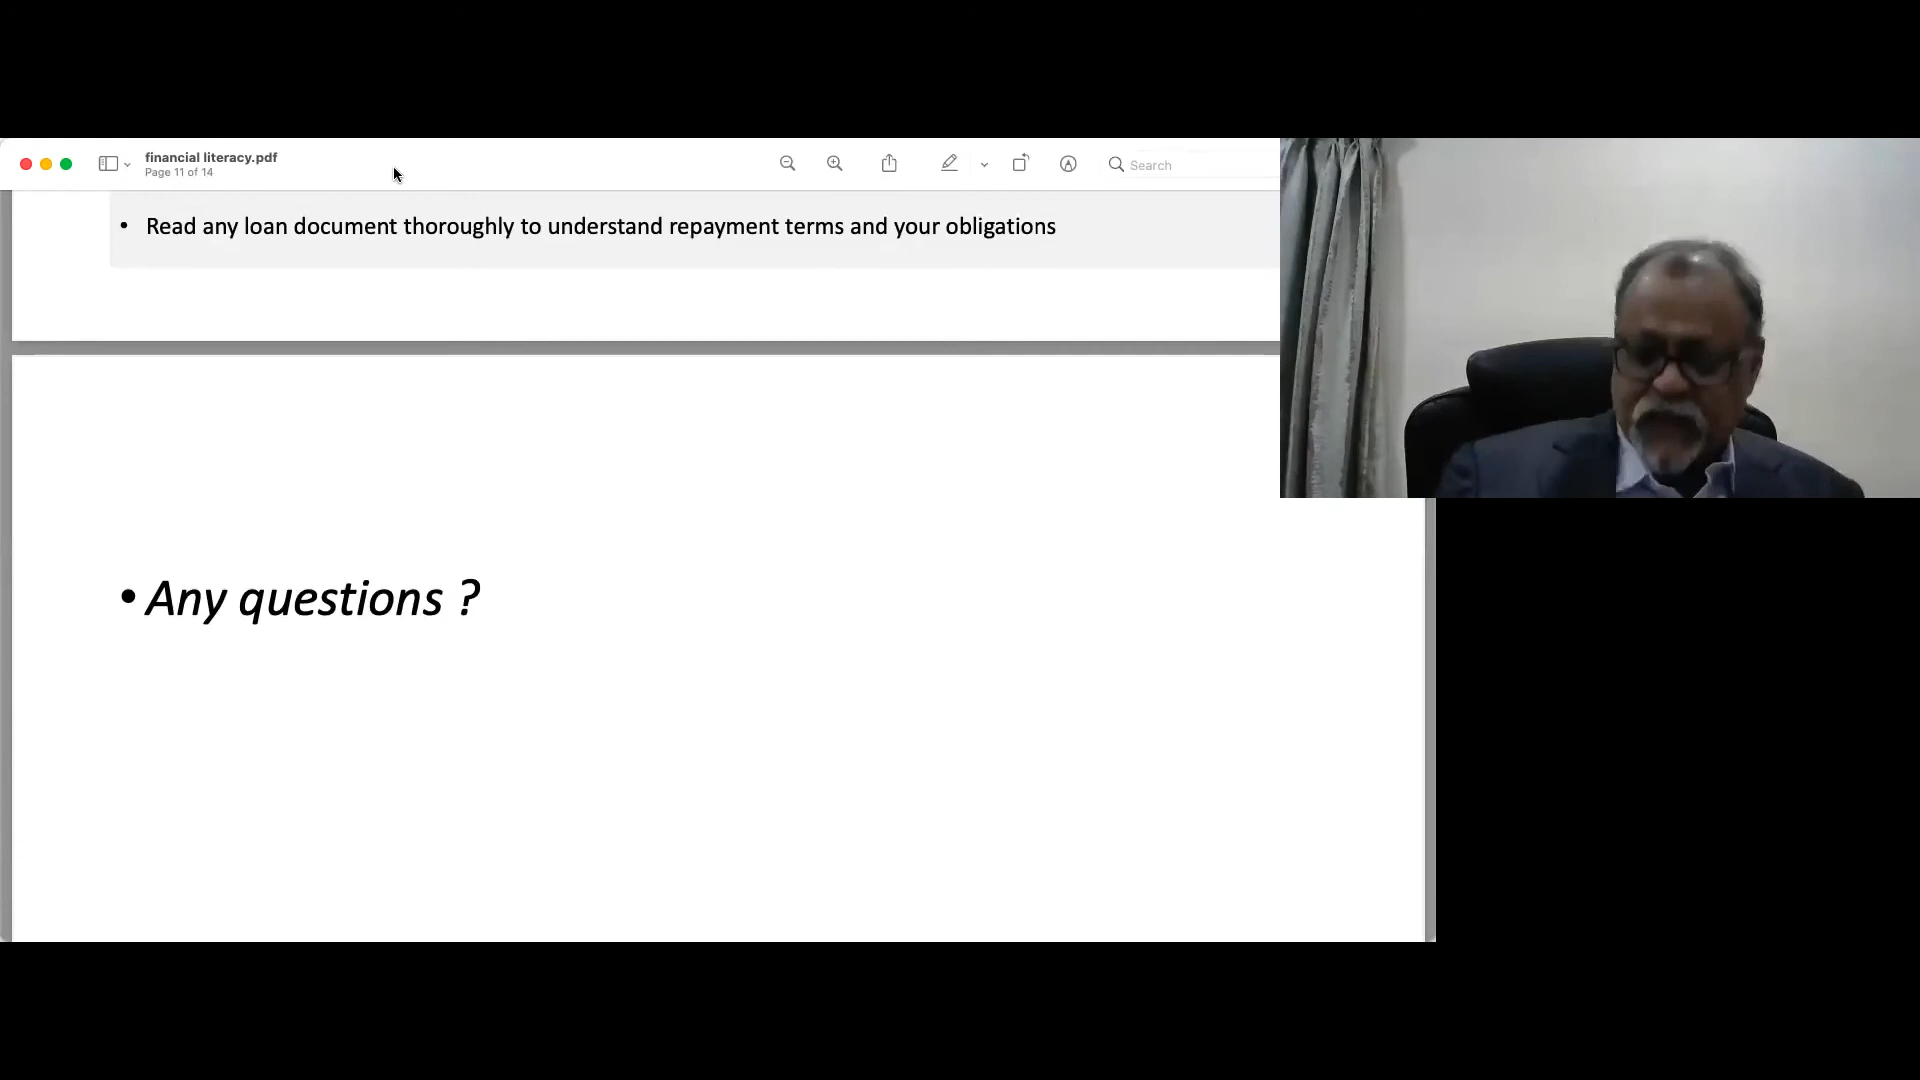 financial literacy.pdf
Page 11 of 14
Search
• Read any loan document thoroughly to understand repayment terms and your obligations
• Any questions ?